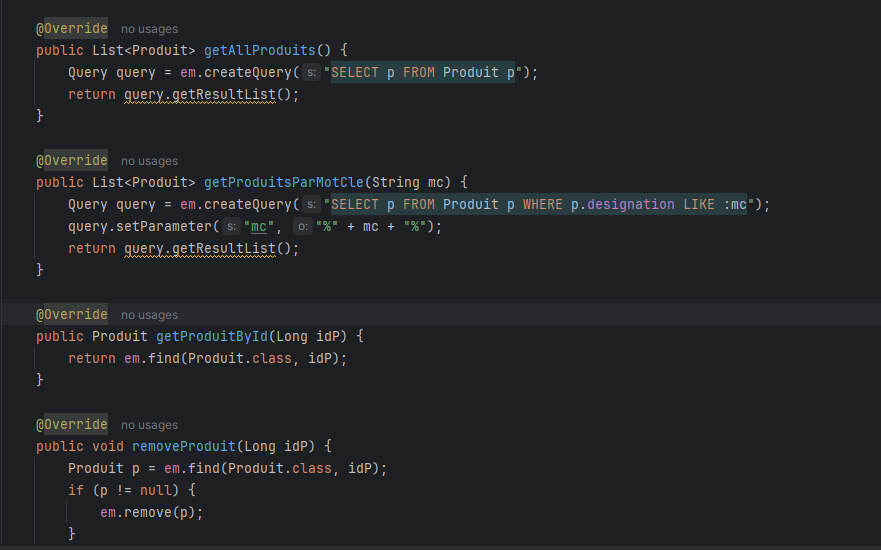 @Override no usages
public List<Produit> getAllProduits() {
    Query query = em.createQuery( s: "SELECT p FROM Produit p");
    return query.getResultList();
}
@Override no usages
public List<Produit> getProduitsParMotCle(String mc) {
    Query query = em.createQuery( s: "SELECT p FROM Produit p WHERE p.designation LIKE :mc");
    query.setParameter( s: "mc", o: "%" + mc + "%");
    return query.getResultList();
}
@Override no usages
public Produit getProduitById(Long idP) {
    return em.find(Produit.class, idP);
}
@Override no usages
public void removeProduit(Long idP) {
    Produit p = em.find(Produit.class, idP);
    if (p != null) {
        em.remove(p);
    }